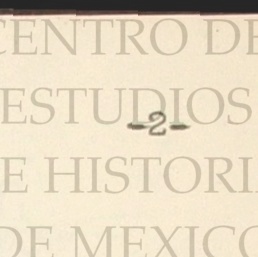 CENTRO DE
ESTUDIOS
-2-
E HISTORI
DE MEXICO